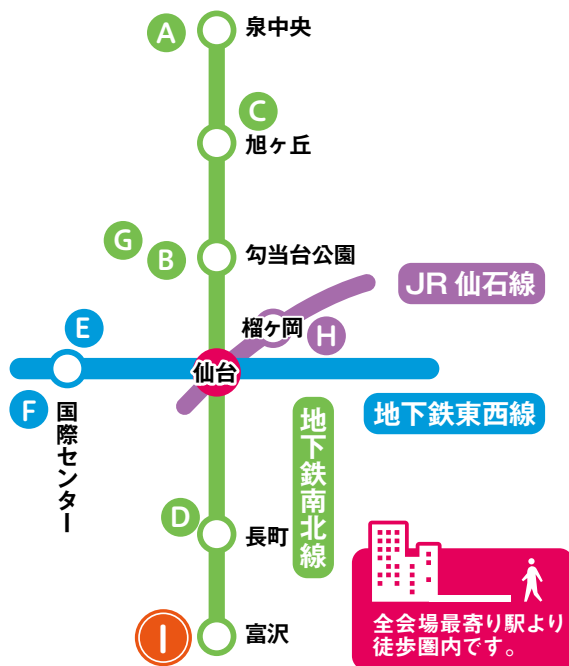 A
泉中央
C
旭ヶ丘
G
B
勾当台公園
JR 仙石線
E
榴ヶ岡
H
仙台
F
国際センター
地下鉄東西線
地下鉄南北線
D
長町
I
富沢
全会場最寄り駅より
徒歩圏内です。